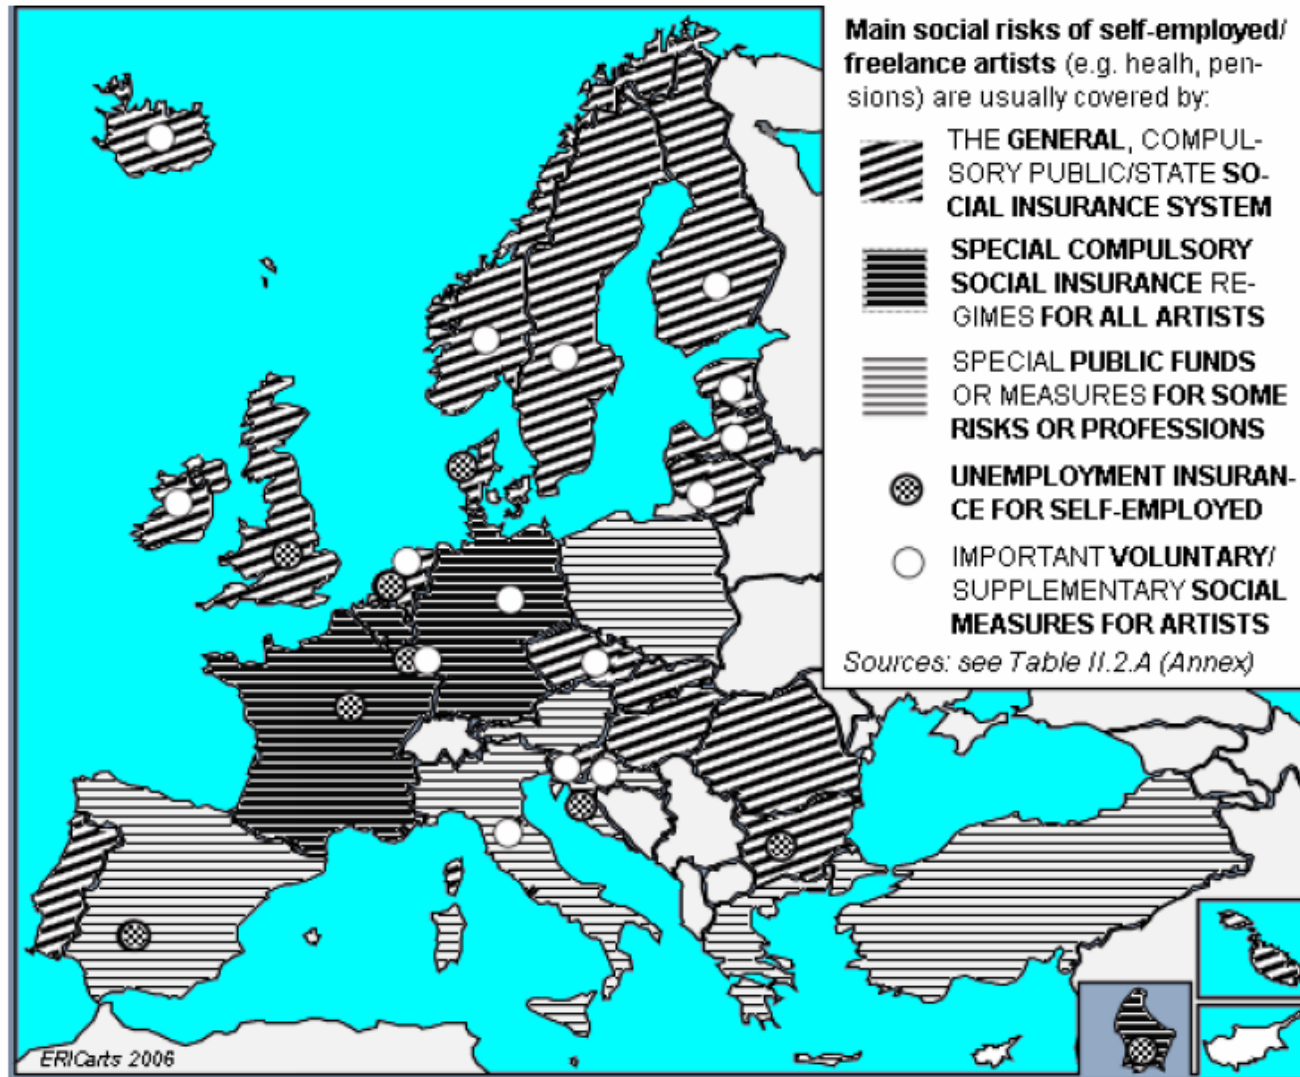 Main social risks of self-employed/
freelance artists (e.g. healh, pen-
sions) are usually covered by:
THE GENERAL, COMPUL-
SORY PUBLIC/STATE SO-
CIAL INSURANCE SYSTEM
SPECIAL COMPULSORY
SOCIAL INSURANCE RE-
GIMES FOR ALL ARTISTS
SPECIAL PUBLIC FUNDS
OR MEASURES FOR SOME
RISKS OR PROFESSIONS
UNEMPLOYMENT INSURAN-
CE FOR SELF-EMPLOYED
IMPORTANT VOLUNTARY/
SUPPLEMENTARY SOCIAL
MEASURES FOR ARTISTS
Sources: see Table II.2.A (Annex)
ERICarts 2006